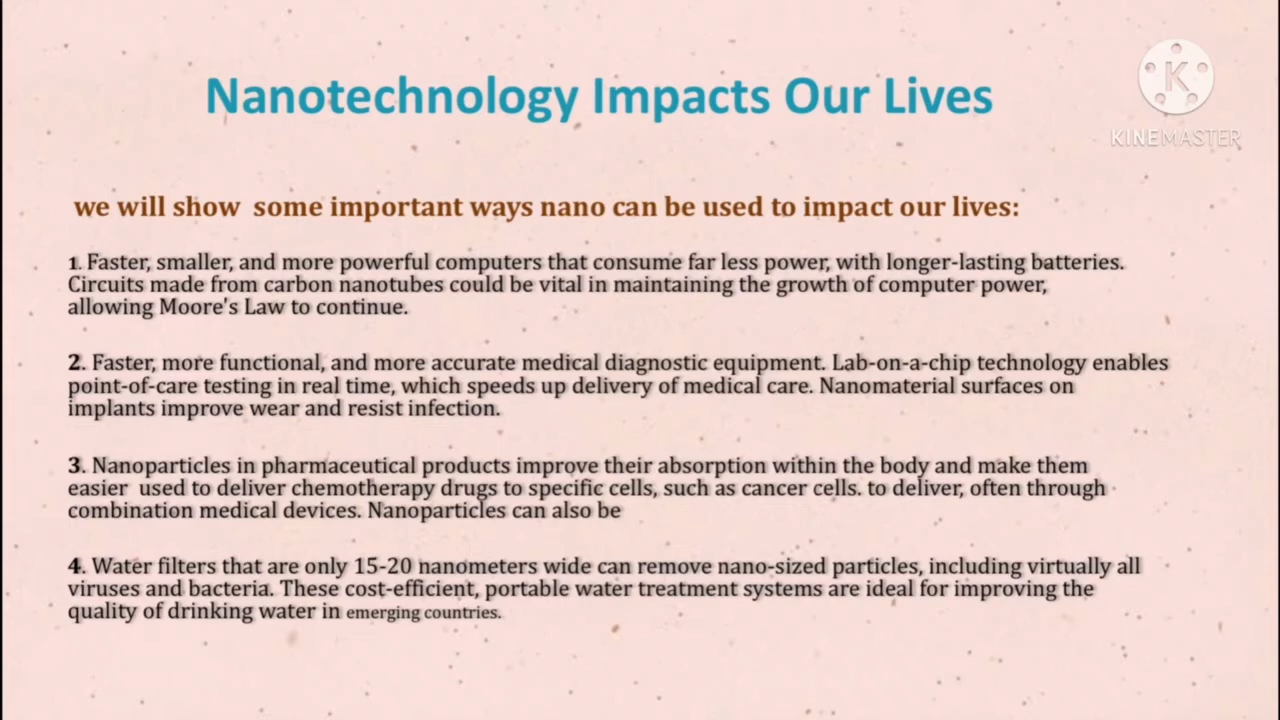 Nanotechnology Impacts Our Lives
KINEMASTER
we will show some important ways nano can be used to impact our lives:
1. Faster, smaller, and more powerful computers that consume far less power, with longer-lasting batteries.
Circuits made from carbon nanotubes could be vital in maintaining the growth of computer power,
allowing Moore's Law to continue.
2. Faster, more functional, and more accurate medical diagnostic equipment. Lab-on-a-chip technology enables
point-of-care testing in real time, which speeds up delivery of medical care. Nanomaterial surfaces on
implants improve wear and resist infection.
3. Nanoparticles in pharmaceutical products improve their absorption within the body and make them
easier used to deliver chemotherapy drugs to specific cells, such as cancer cells. to deliver, often through
combination medical devices. Nanoparticles can also be
4. Water filters that are only 15-20 nanometers wide can remove nano-sized particles, including virtually all
viruses and bacteria. These cost-efficient, portable water treatment systems are ideal for improving the
quality of drinking water in emerging countries.